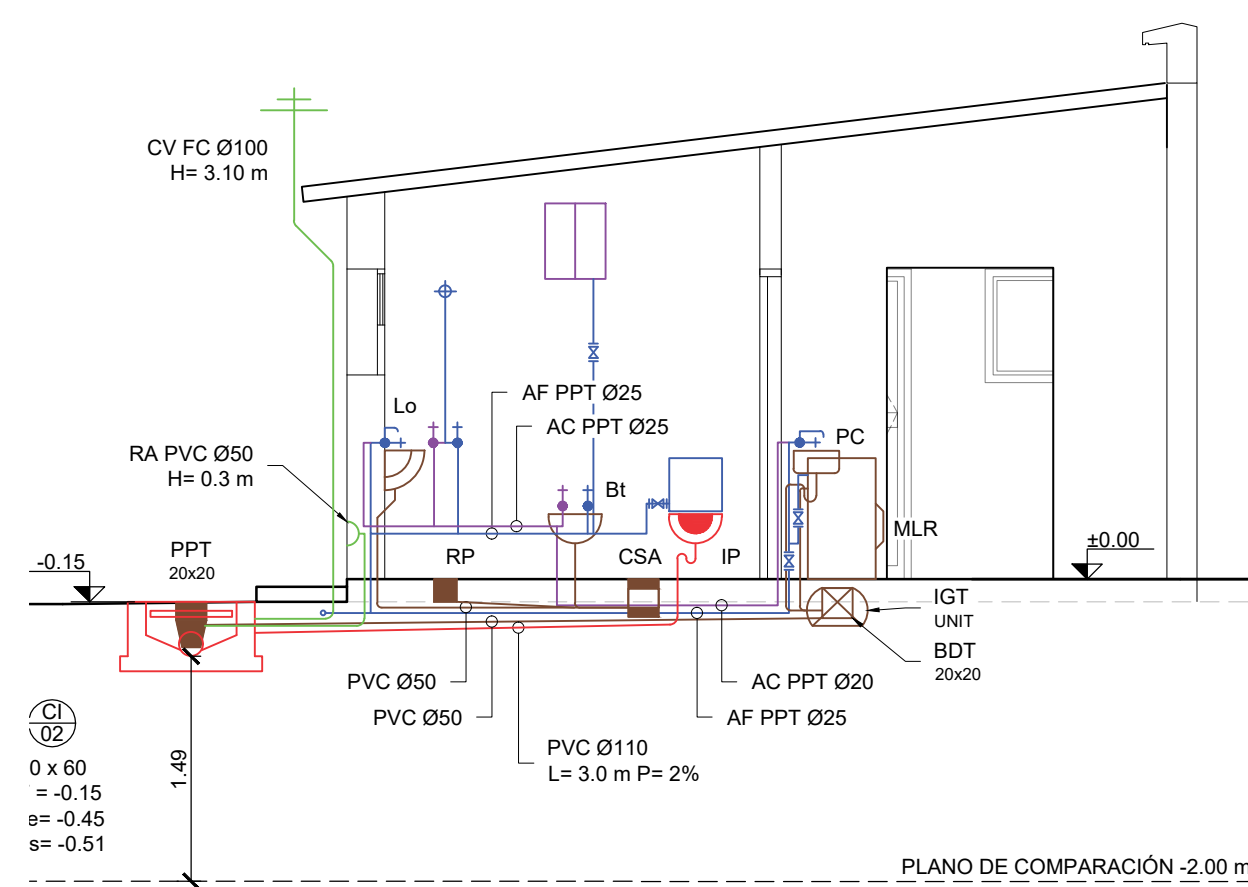 CV FC Ø100
H= 3.10 m
AF PPT Ø25
Lo
AC PPT Ø25
PC
RA PVC Ø50
H= 0.3 m
Bt
MLR
PPT
20x20
RP
CSA
IP
-0.15
±0.00
IGT
UNIT
BDT
20x20
PVC Ø50
AC PPT Ø20
PVC Ø50
AF PPT Ø25
CI
02
PVC Ø110
L= 3.0 m P= 2%
1.49
0 x 60
= -0.15
e= -0.45
s= -0.51
PLANO DE COMPARACIÓN -2.00 m